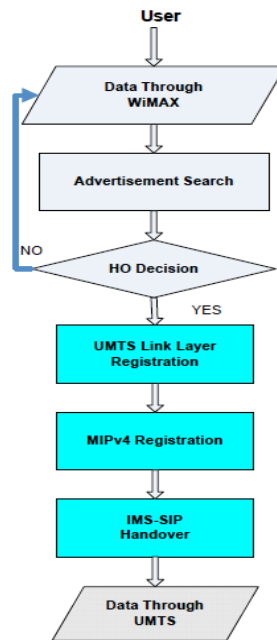 User
Data Through
WiMAX
Advertisement Search
HO Decision
NO
YES
UMTS Link Layer
Registration
MIPv4 Registration
IMS-SIP
Handover
Data Through
UMTS